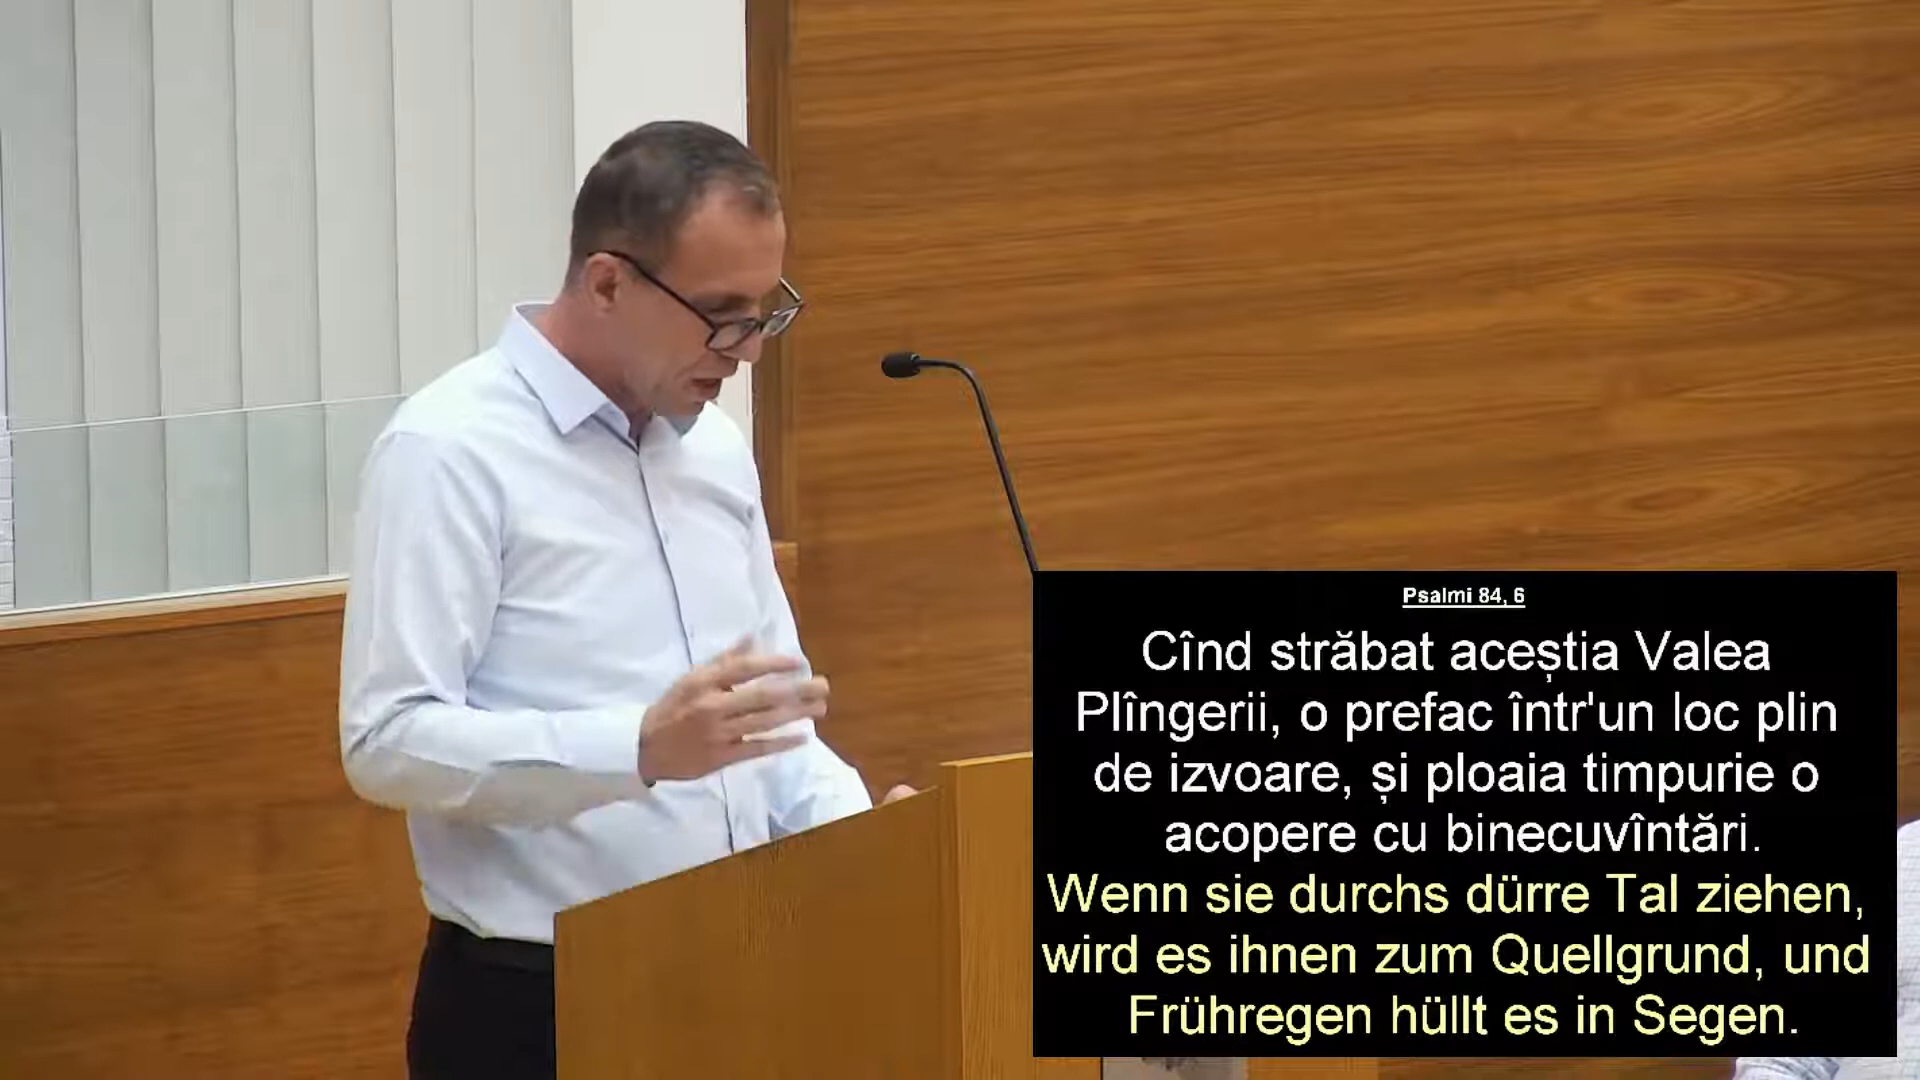 Psalmi 84, 6
Cînd străbat aceștia Valea
Plîngerii, o prefac într'un loc plin
de izvoare, și ploaia timpurie o
acopere cu binecuvîntări.
Wenn sie durchs dürre Tal ziehen,
wird es ihnen zum Quellgrund, und
Frühregen hüllt es in Segen.